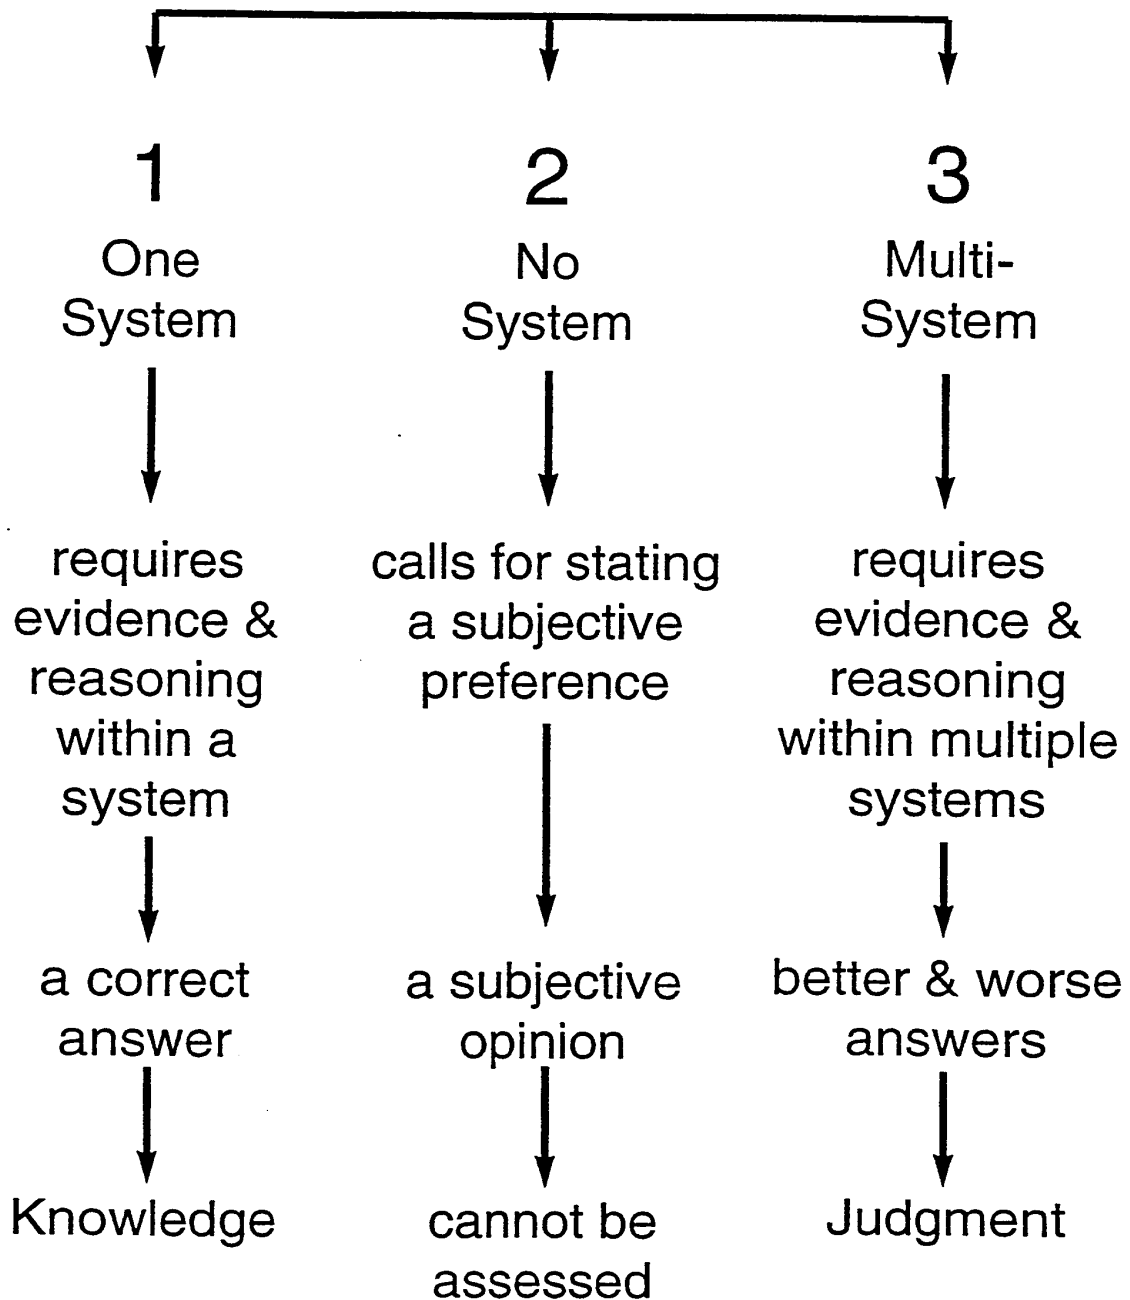 1
One
System
requires
evidence &
reasoning
within a
system
a correct
answer
Knowledge
2
No
System
calls for stating
a subjective
preference
a subjective
opinion
cannot be
assessed
3
Multi-
System
requires
evidence &
reasoning
within multiple
systems
better & worse
answers
Judgment